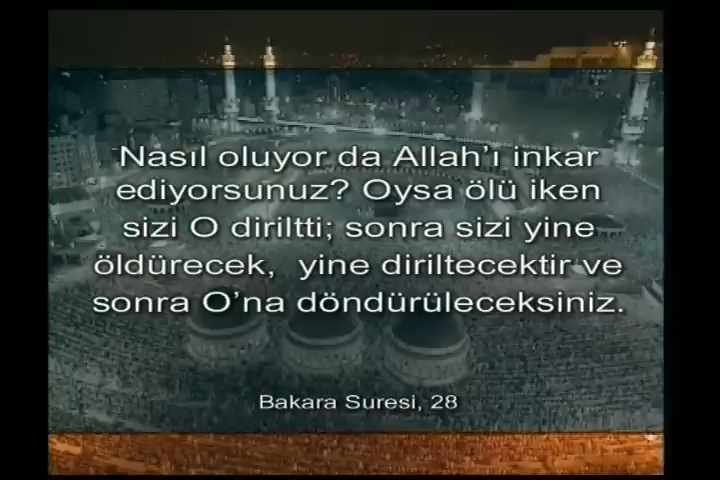 Nasıl oluyor da Allah'ı inkar
ediyorsunuz? Oysa ölü iken
sizi O diriltti; sonra sizi yine
öldürecek, yine diriltecektir ve
sonra O'na döndürüleceksiniz.
Bakara Suresi, 28